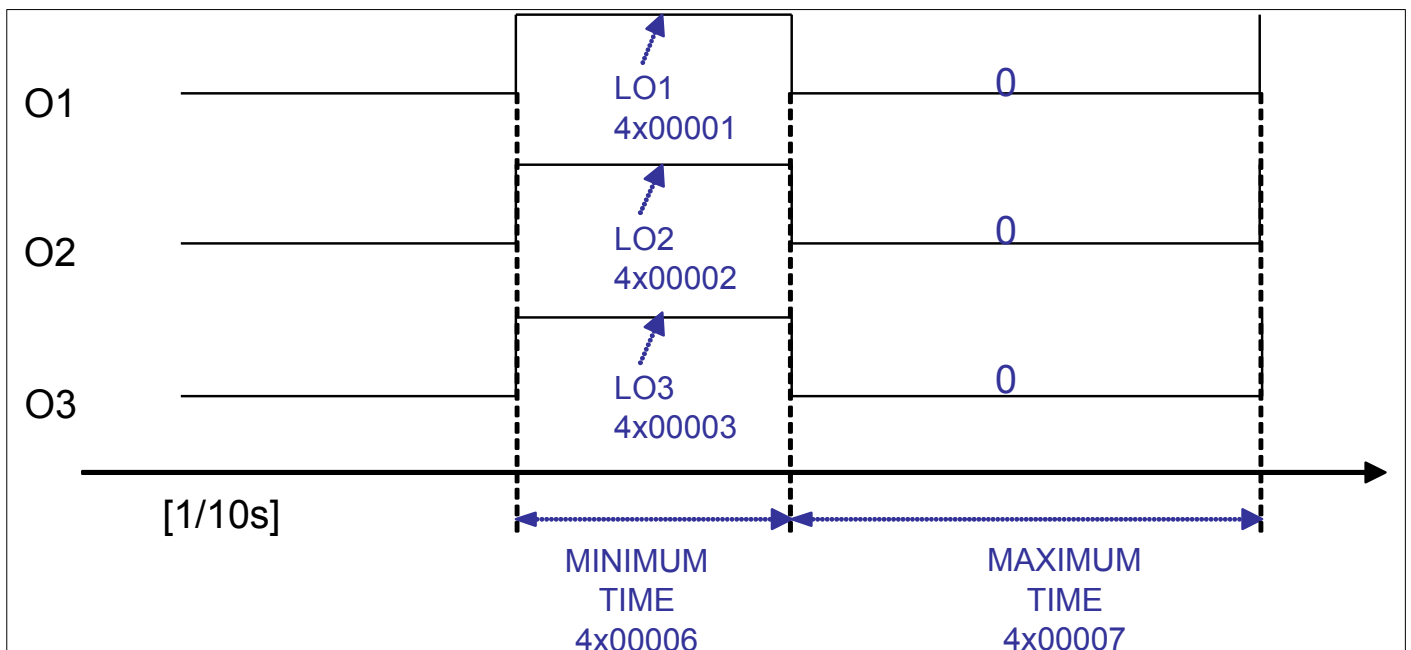 O1
LO1
4x00001
0
O2
LO2
4x00002
0
O3
LO3
4x00003
0
[1/10s]
MINIMUM
TIME
4x00006
MAXIMUM
TIME
4x00007